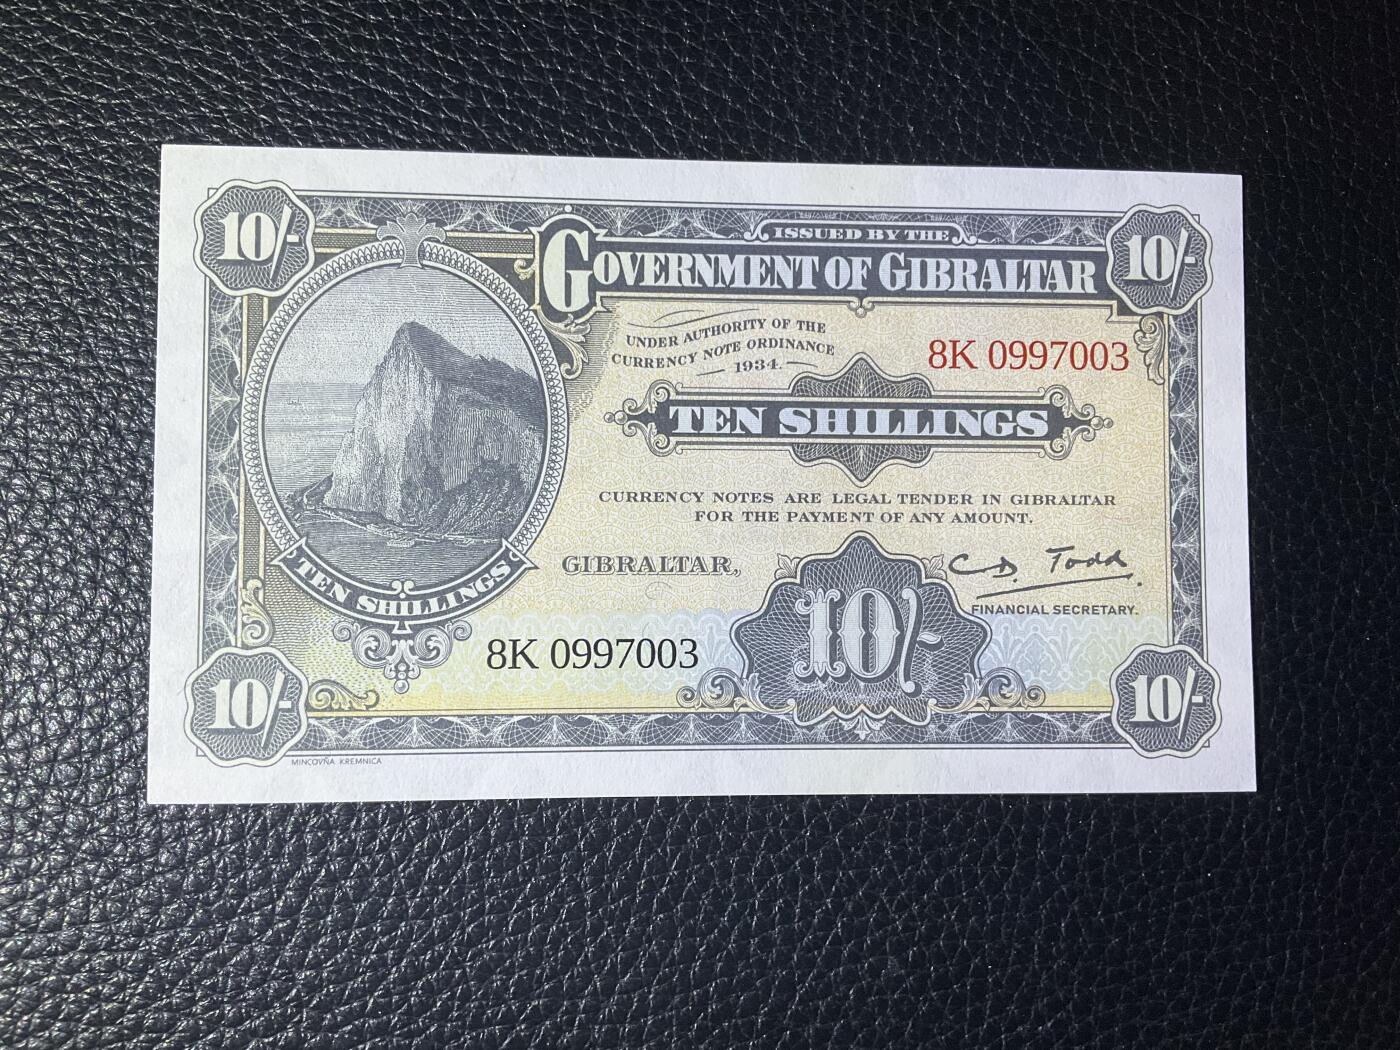 10/-
ISSUED BY THE
10/-
GOVERNMENT OF GIBRALTAR
UNDER AUTHORITY OF THE
CURRENCY NOTE ORDINANCE
1934.
8K 0997003
TEN SHILLINGS
CURRENCY NOTES ARE LEGAL TENDER IN GIBRALTAR
FOR THE PAYMENT OF ANY AMOUNT.
GIBRALTAR,
C. D. Todd
FINANCIAL SECRETARY.
TEN SHILLINGS
8K 0997003
10/-
10/-
10/-
MINCOVŇA KREMNICA